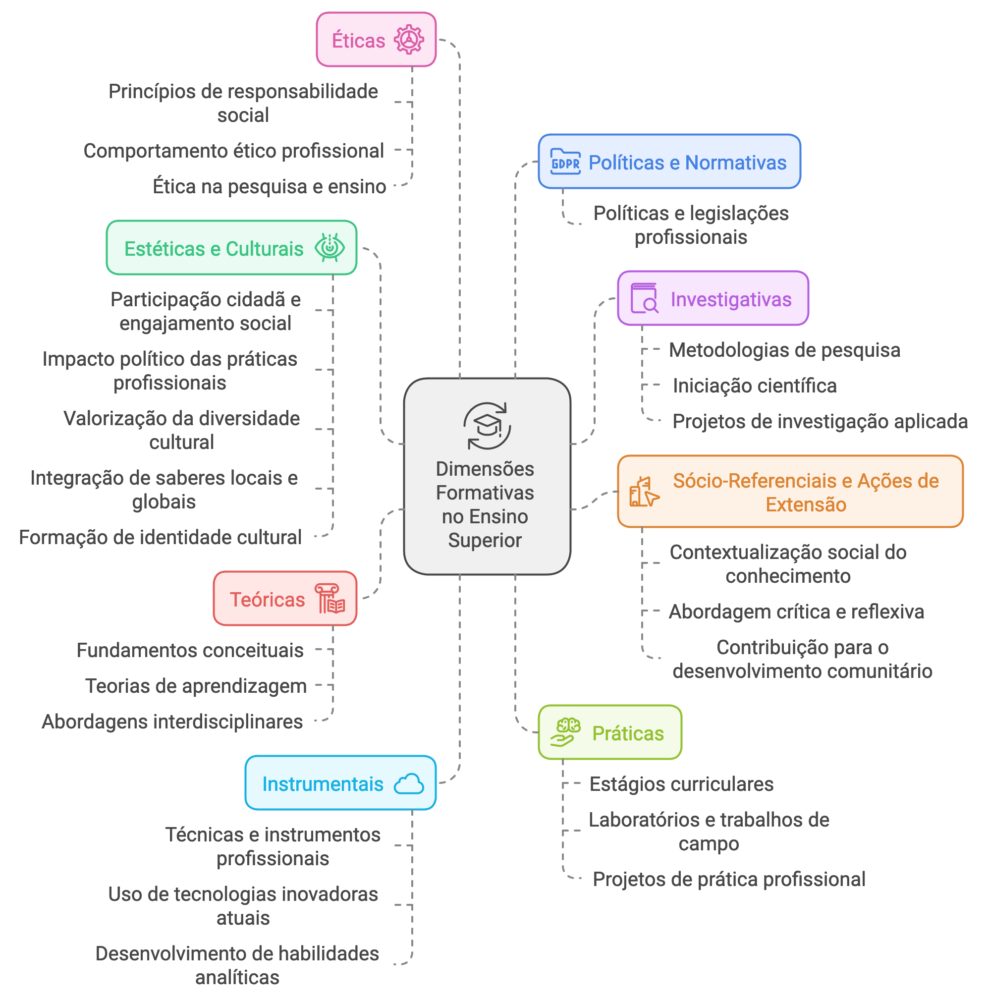 Éticas
Princípios de responsabilidade
social
Comportamento ético profissional
Ética na pesquisa e ensino
Estéticas e Culturais
Participação cidadã e
engajamento social
Impacto político das práticas
profissionais
Valorização da diversidade
cultural
Integração de saberes locais e
globais
Formação de identidade cultural
Teóricas
Fundamentos conceituais
Teorias de aprendizagem
Abordagens interdisciplinares
Instrumentais
Técnicas e instrumentos
profissionais
Uso de tecnologias inovadoras
atuais
Desenvolvimento de habilidades
analíticas
Dimensões
Formativas
no Ensino
Superior
GDPR
Políticas e Normativas
Políticas e legislações
profissionais
Investigativas
Metodologias de pesquisa
Iniciação científica
Projetos de investigação aplicada
Sócio-Referenciais e Ações de
Extensão
Contextualização social do
conhecimento
Abordagem crítica e reflexiva
Contribuição para o
desenvolvimento comunitário
Práticas
Estágios curriculares
Laboratórios e trabalhos de
campo
Projetos de prática profissional